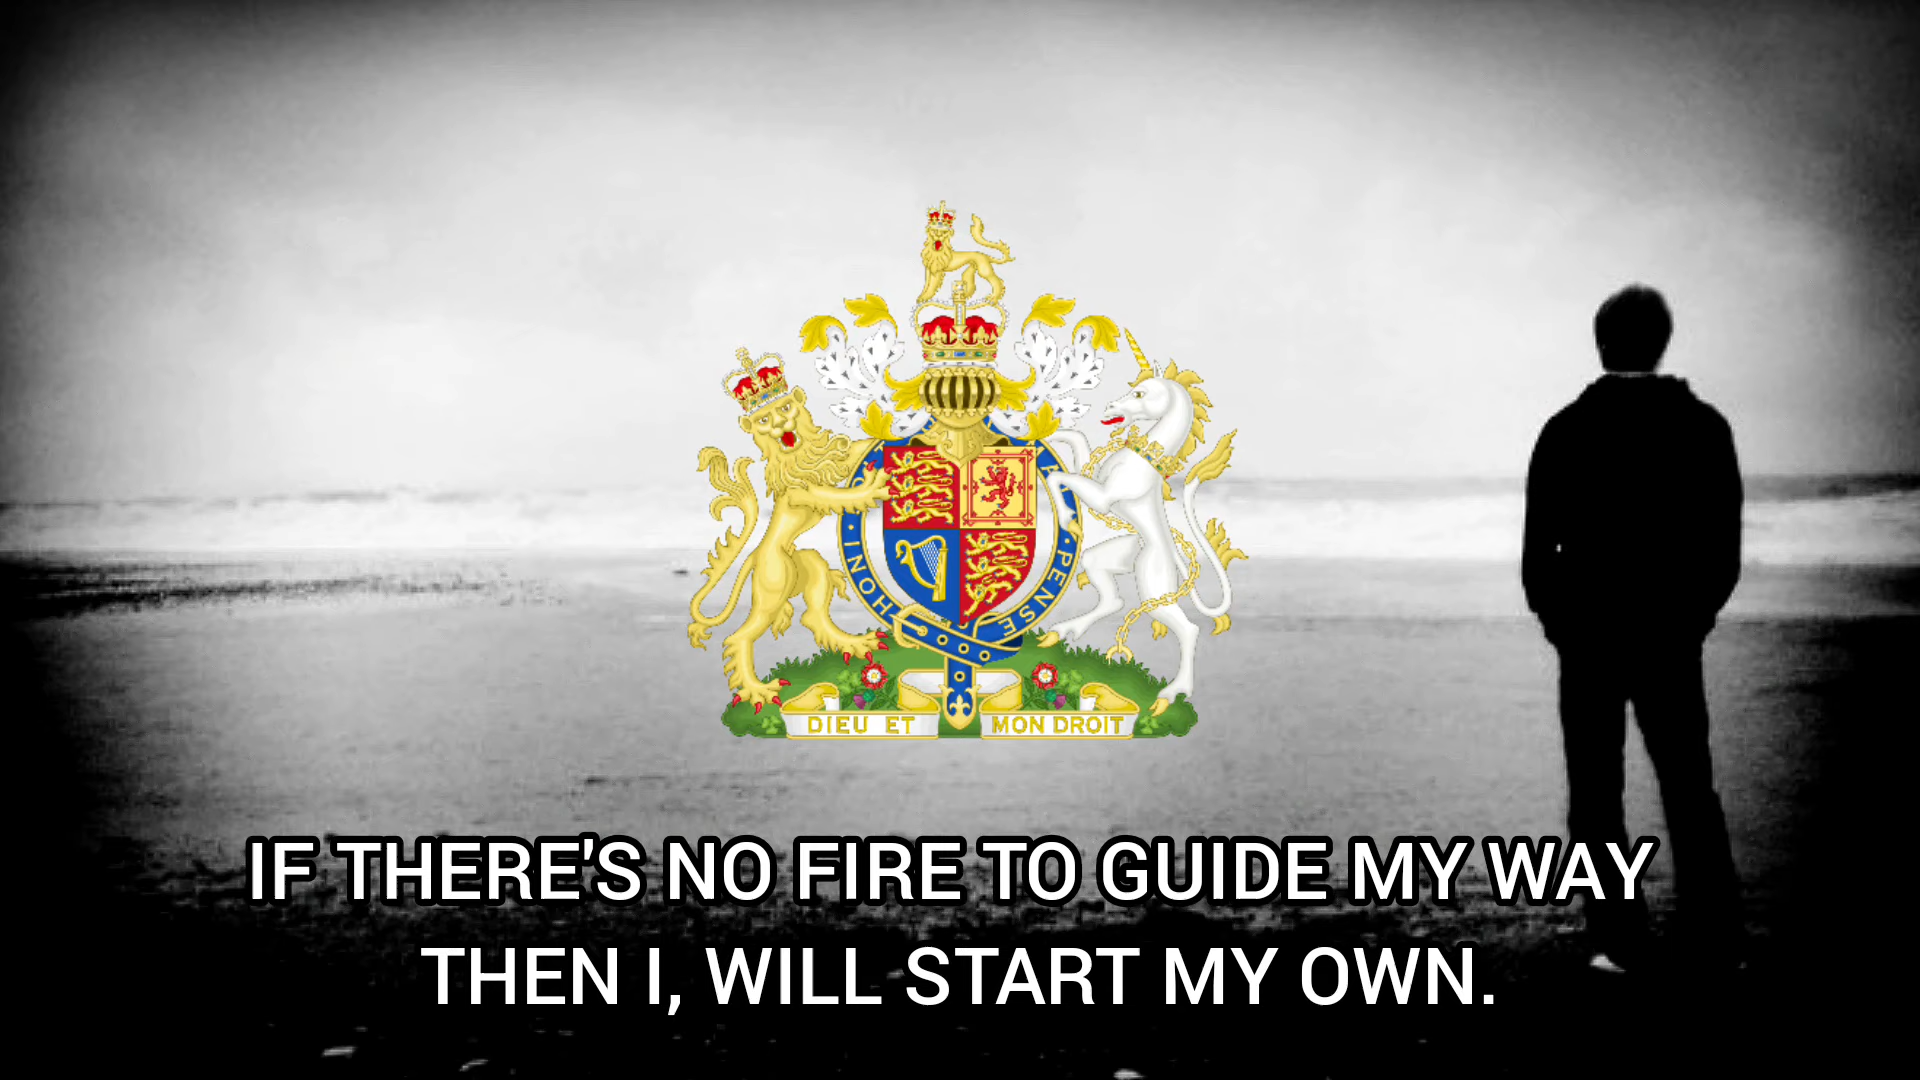 HONI
PENSE
DIEU ET MON DROIT
IF THERE'S NO FIRE TO GUIDE MY WAY
THEN I, WILL START MY OWN.